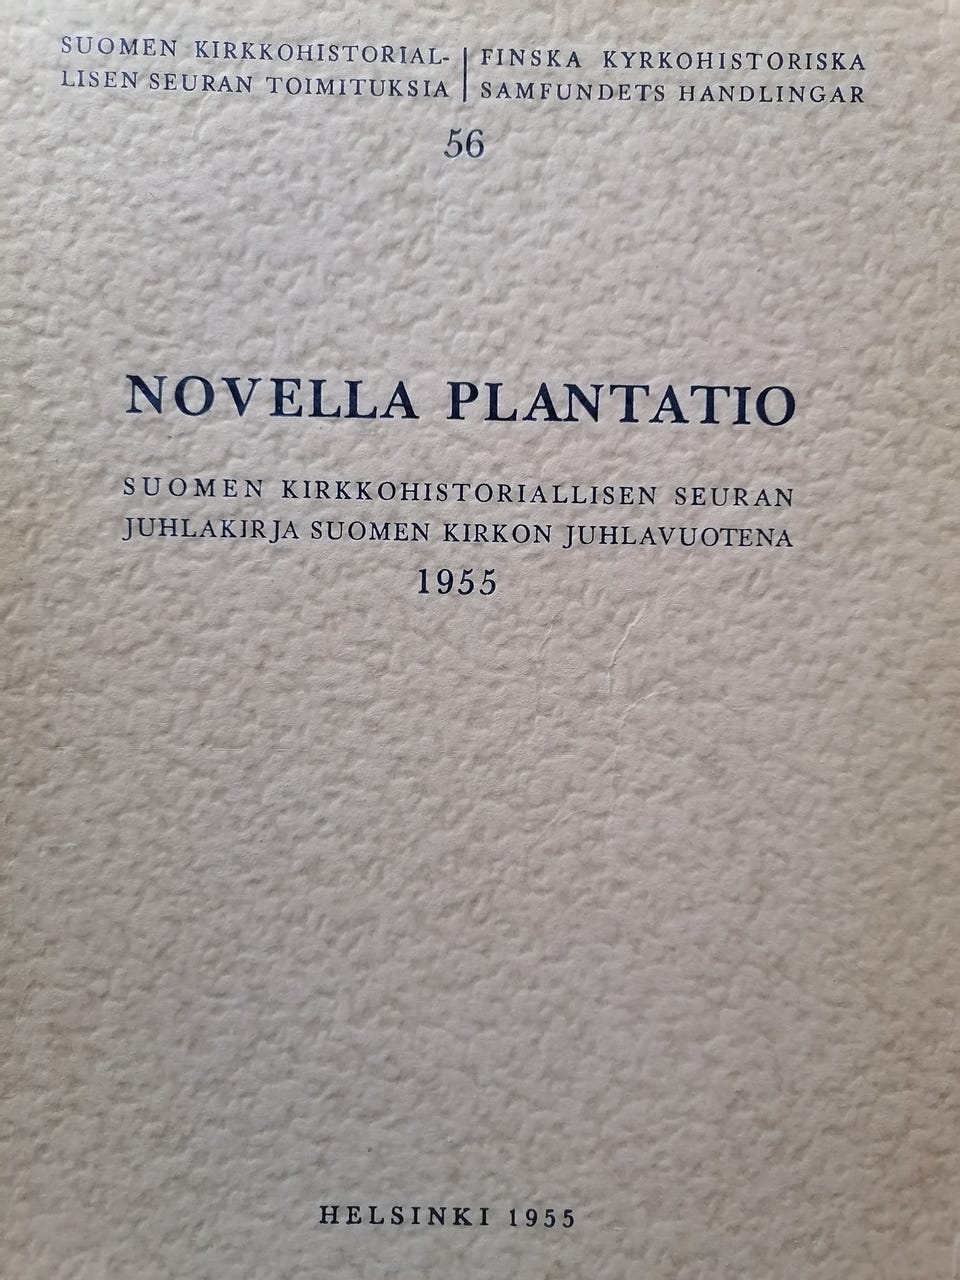 SUOMEN KIRKKOHISTORIAL-
LISEN SEURAN TOIMITUKSIA
FINSKA KYRKOHISTORISKA
SAMFUNDETS HANDLINGAR
56
NOVELLA PLANTATIO
SUOMEN KIRKKOHISTORIALLISEN SEURAN
JUHLAKIRJA SUOMEN KIRKON JUHLAVUOTENA
1955
HELSINKI 1955